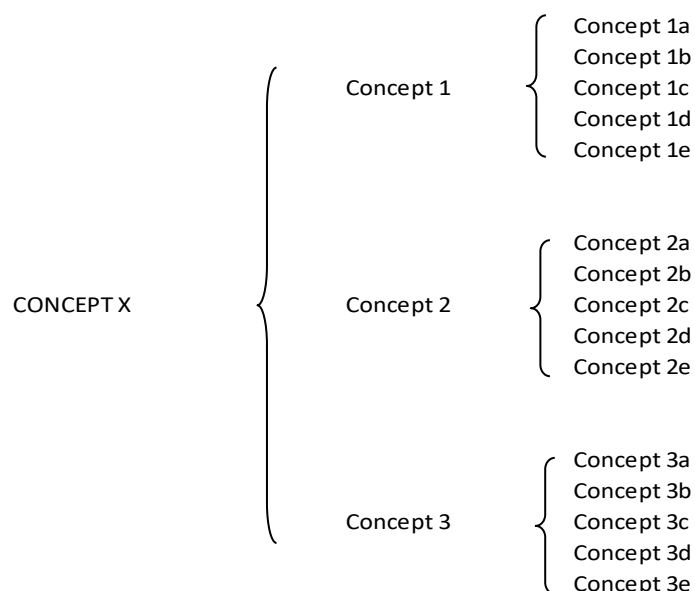 CONCEPT X
Concept 1
Concept 1a
Concept 1b
Concept 1c
Concept 1d
Concept 1e
Concept 2
Concept 2a
Concept 2b
Concept 2c
Concept 2d
Concept 2e
Concept 3
Concept 3a
Concept 3b
Concept 3c
Concept 3d
Concept 3e